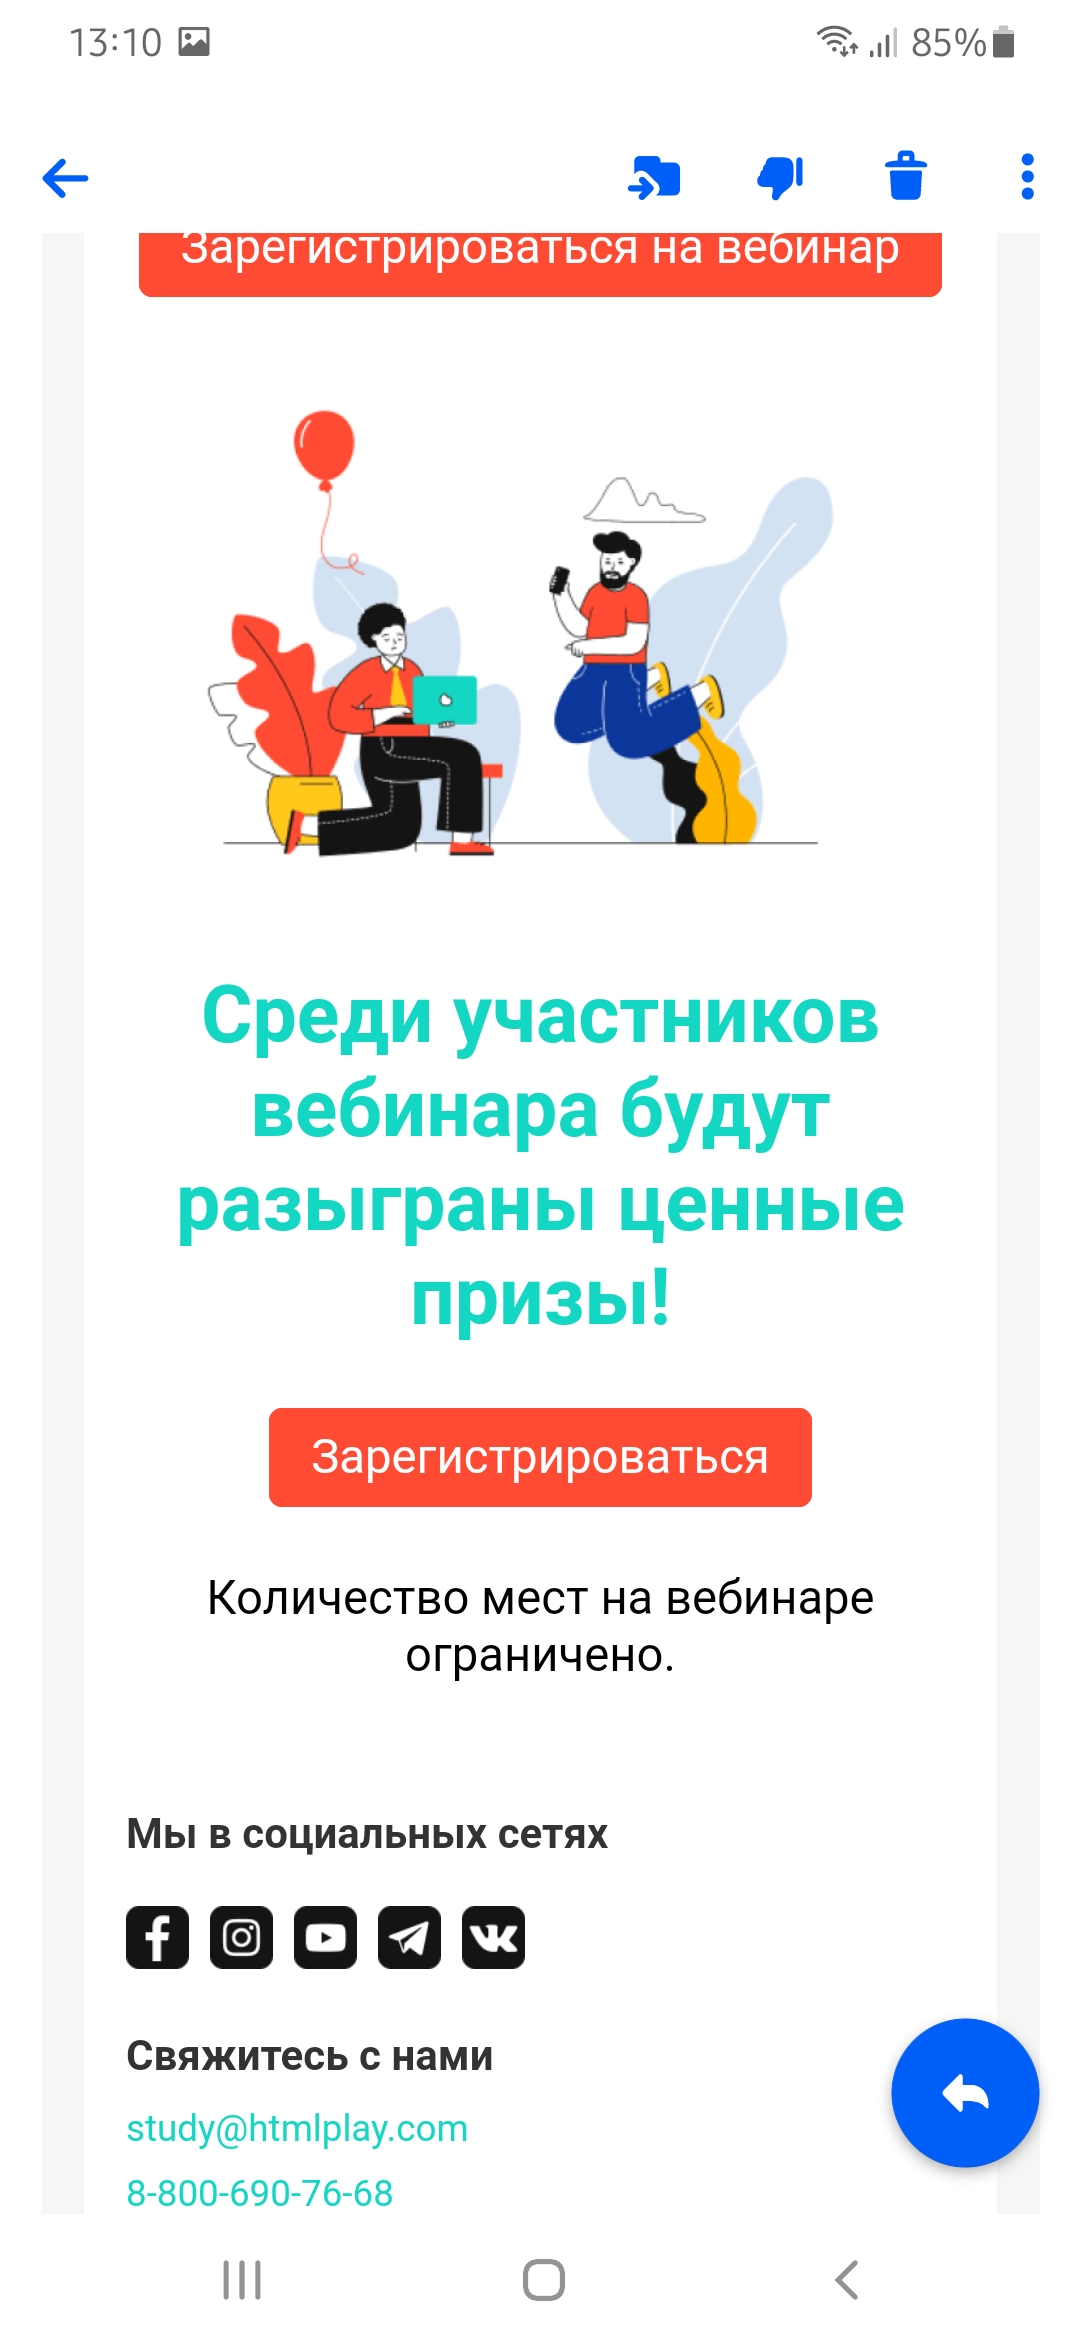 13:10
85%
Зарегистрироваться на вебинар
Среди участников
вебинара будут
разыграны ценные
призы!
Зарегистрироваться
Количество мест на вебинаре
ограничено.
Мы в социальных сетях
Свяжитесь с нами
study@htmlplay.com
8-800-690-76-68